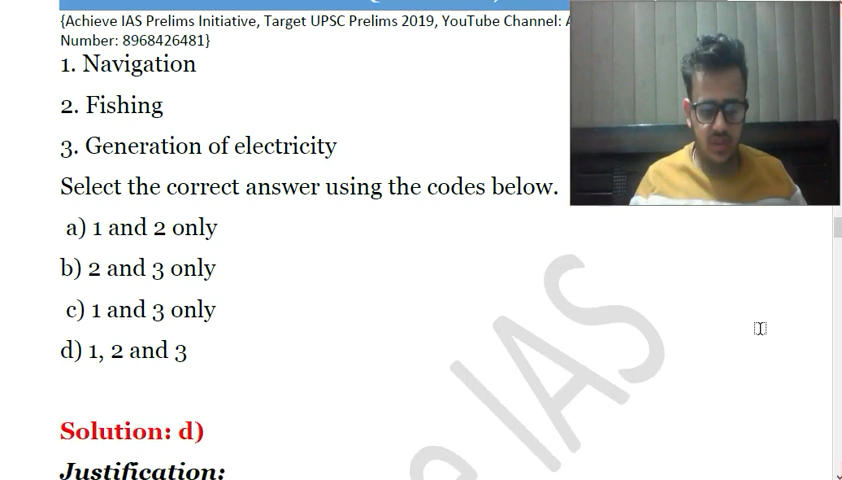 {Achieve IAS Prelims Initiative, Target UPSC Prelims 2019, YouTube Channel: A
Number: 8968426481}
1. Navigation
2. Fishing
3. Generation of electricity
Select the correct answer using the codes below.
a) 1 and 2 only
b) 2 and 3 only
c) 1 and 3 only
d) 1, 2 and 3
Solution: d)
Justification:
e IAS